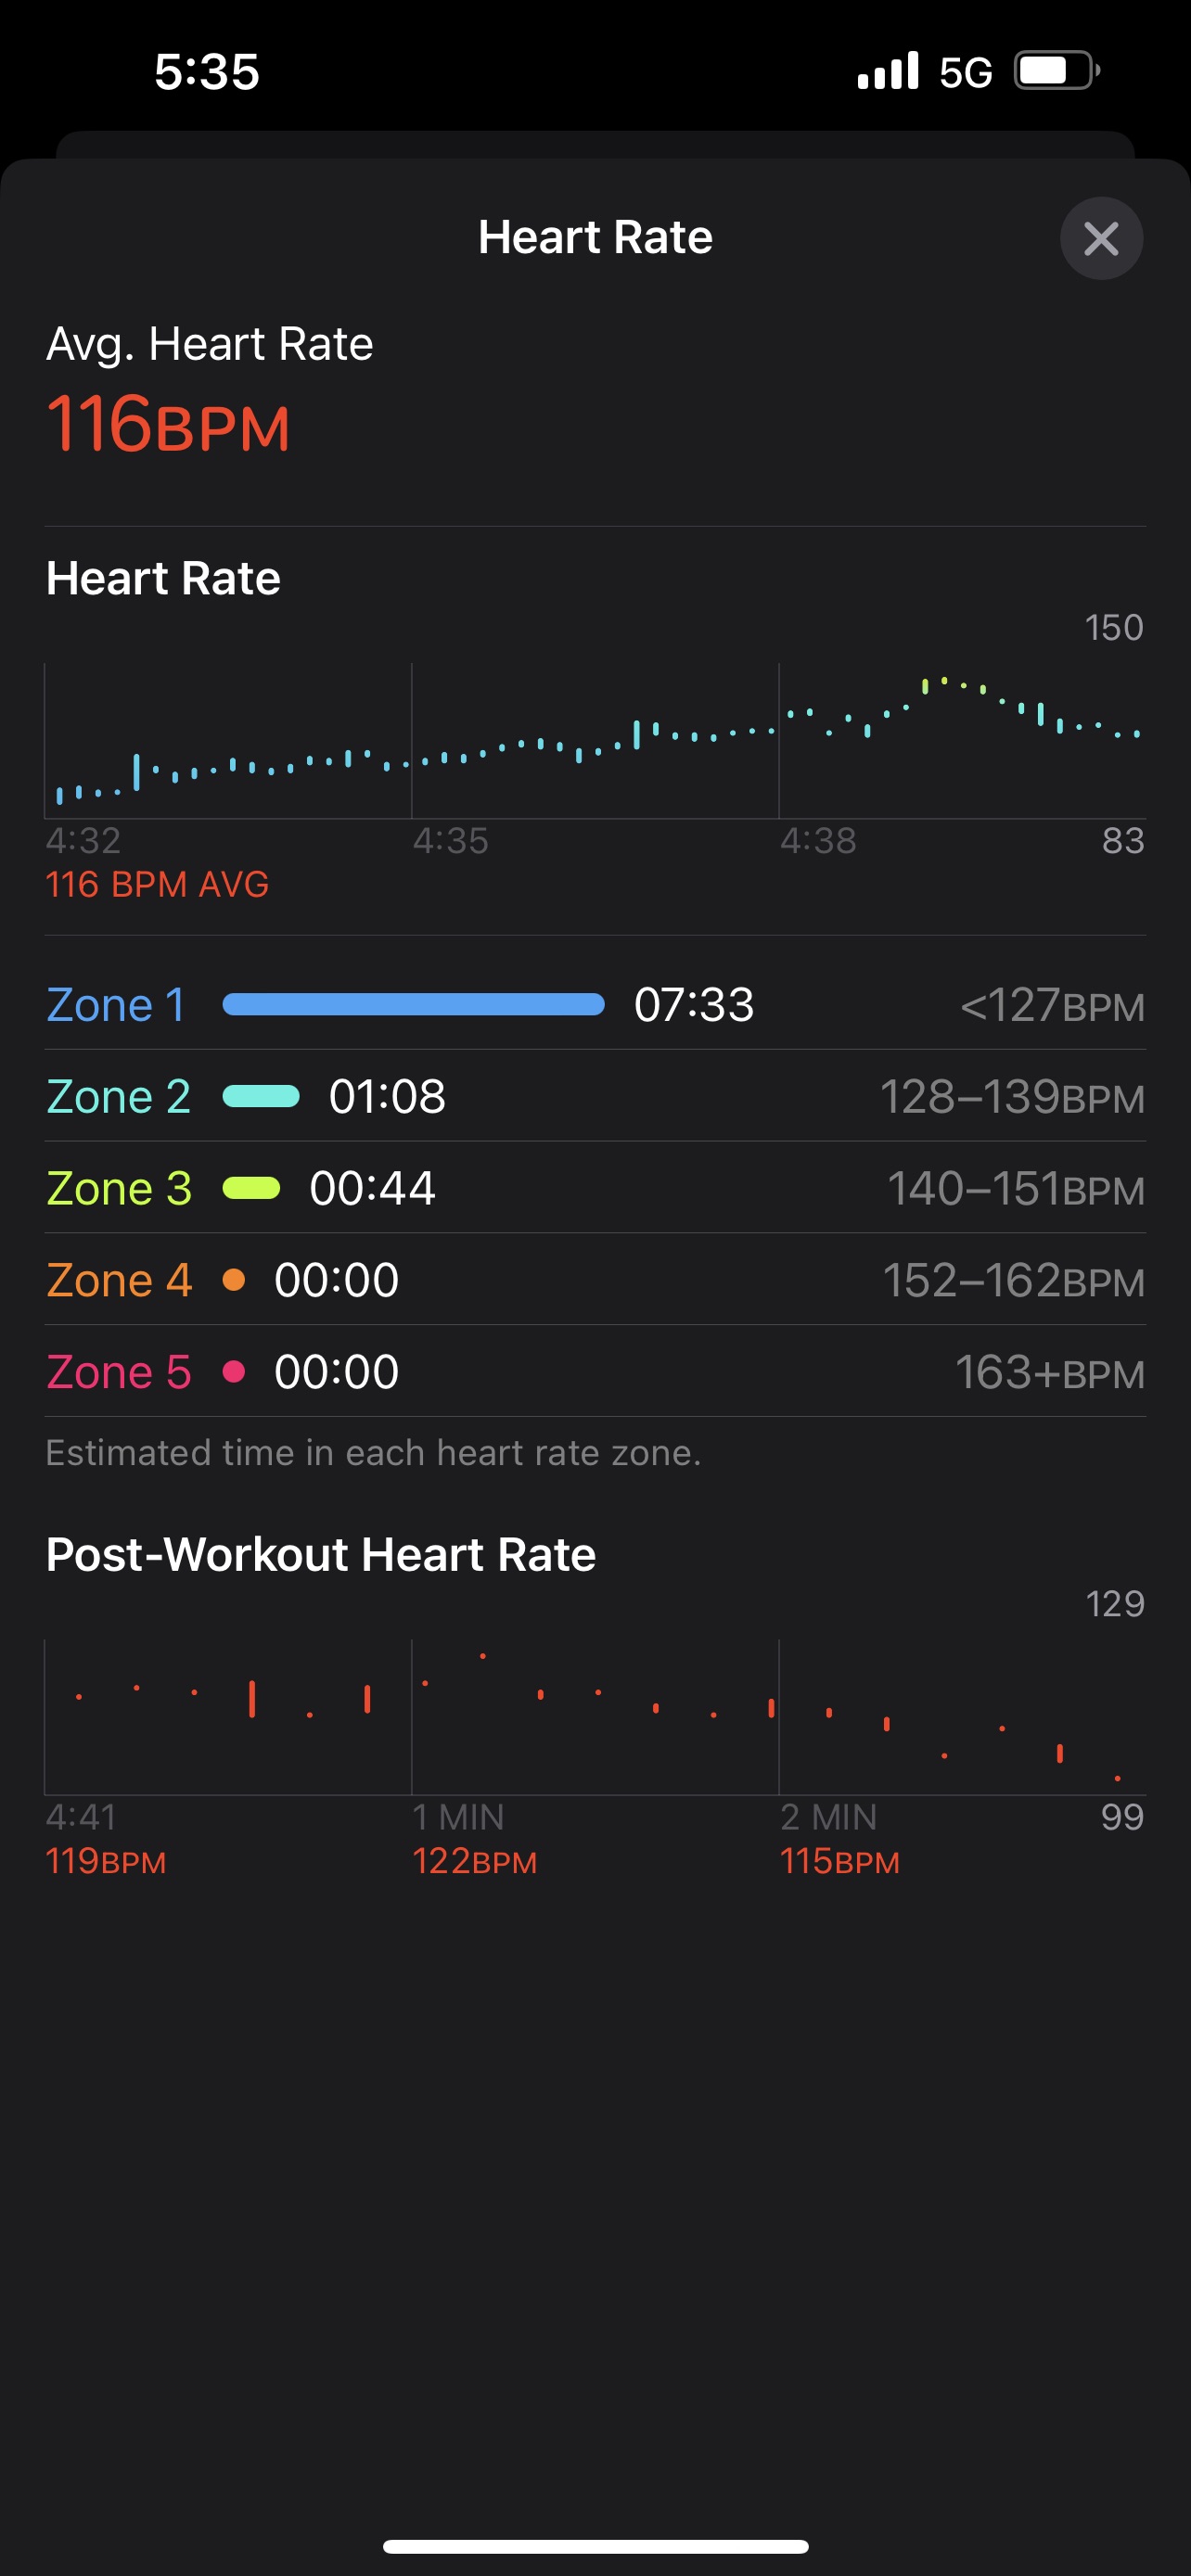 5:35 5G
Heart Rate
Avg. Heart Rate
116BPM
Heart Rate
150
4:32 4:35 4:38 83
116 BPM AVG
Zone 1 07:33 <127BPM
Zone 2 01:08 128–139BPM
Zone 3 00:44 140–151BPM
Zone 4 00:00 152–162BPM
Zone 5 00:00 163+BPM
Estimated time in each heart rate zone.
Post-Workout Heart Rate
129
4:41 1 MIN 2 MIN 99
119BPM 122BPM 115BPM